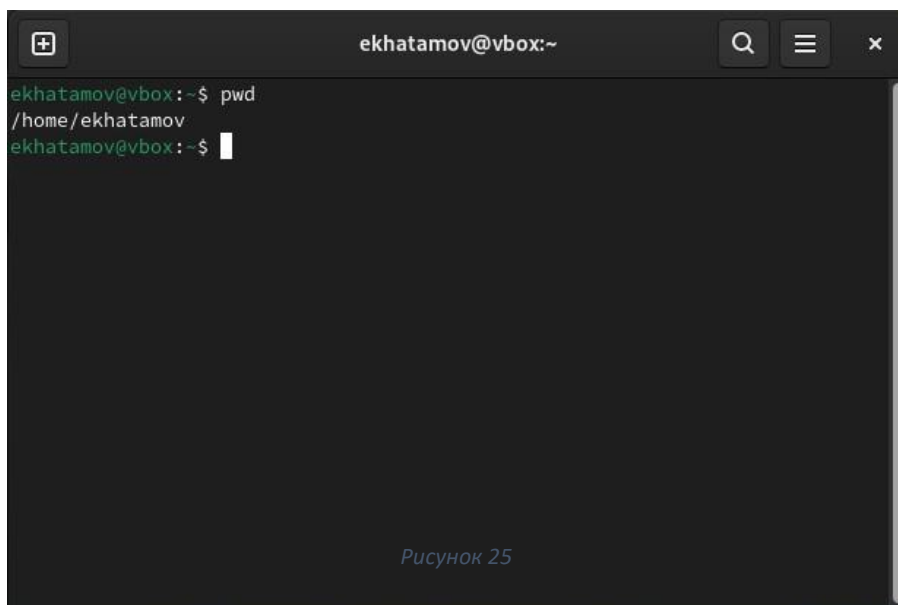 ekhatamov@vbox:~
ekhatamov@vbox:~$ pwd
/home/ekhatamov
ekhatamov@vbox:~$
Рисунок 25